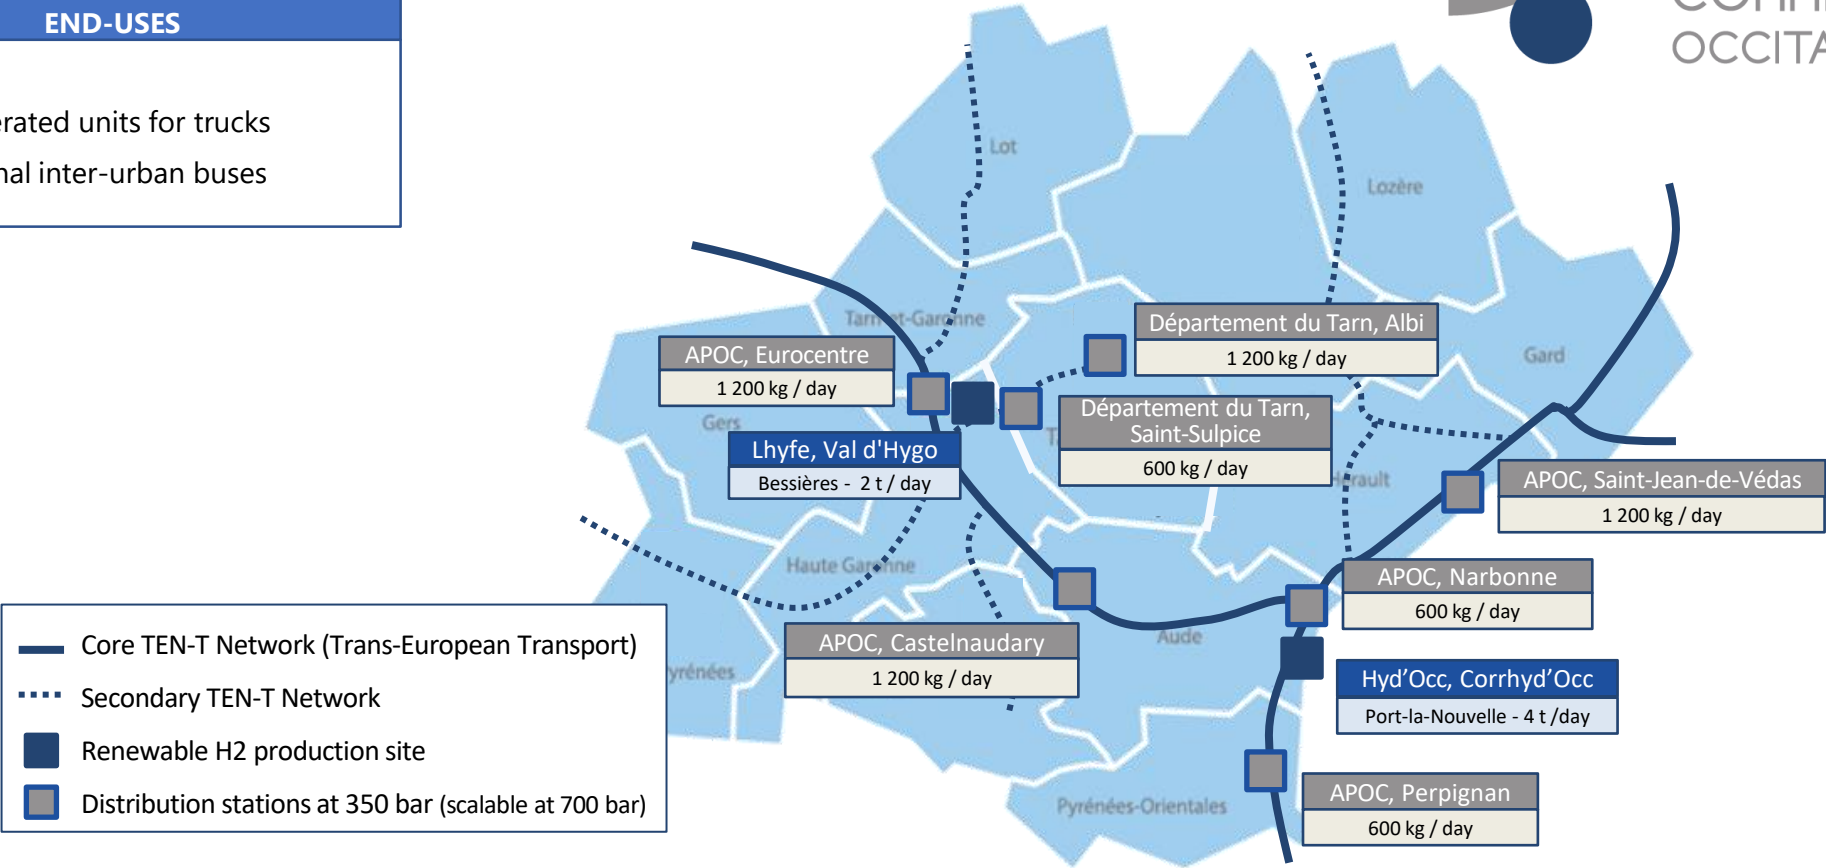 END-USES
erated units for trucks
nal inter-urban buses
OCCITA
Lot
Lozère
Tarn-et-Garonne
Département du Tarn, Albi
1 200 kg / day
APOC, Eurocentre
1 200 kg / day
Gard
Gers
Département du Tarn,
Saint-Sulpice
600 kg / day
Lhyfe, Val d'Hygo
Bessières - 2 t / day
Hérault
APOC, Saint-Jean-de-Védas
1 200 kg / day
Haute Garonne
APOC, Narbonne
600 kg / day
APOC, Castelnaudary
1 200 kg / day
Aude
Hyd'Occ, Corrhyd'Occ
Port-la-Nouvelle - 4 t /day
yrénées
APOC, Perpignan
600 kg / day
Pyrénées-Orientales
Core TEN-T Network (Trans-European Transport)
Secondary TEN-T Network
Renewable H2 production site
Distribution stations at 350 bar (scalable at 700 bar)